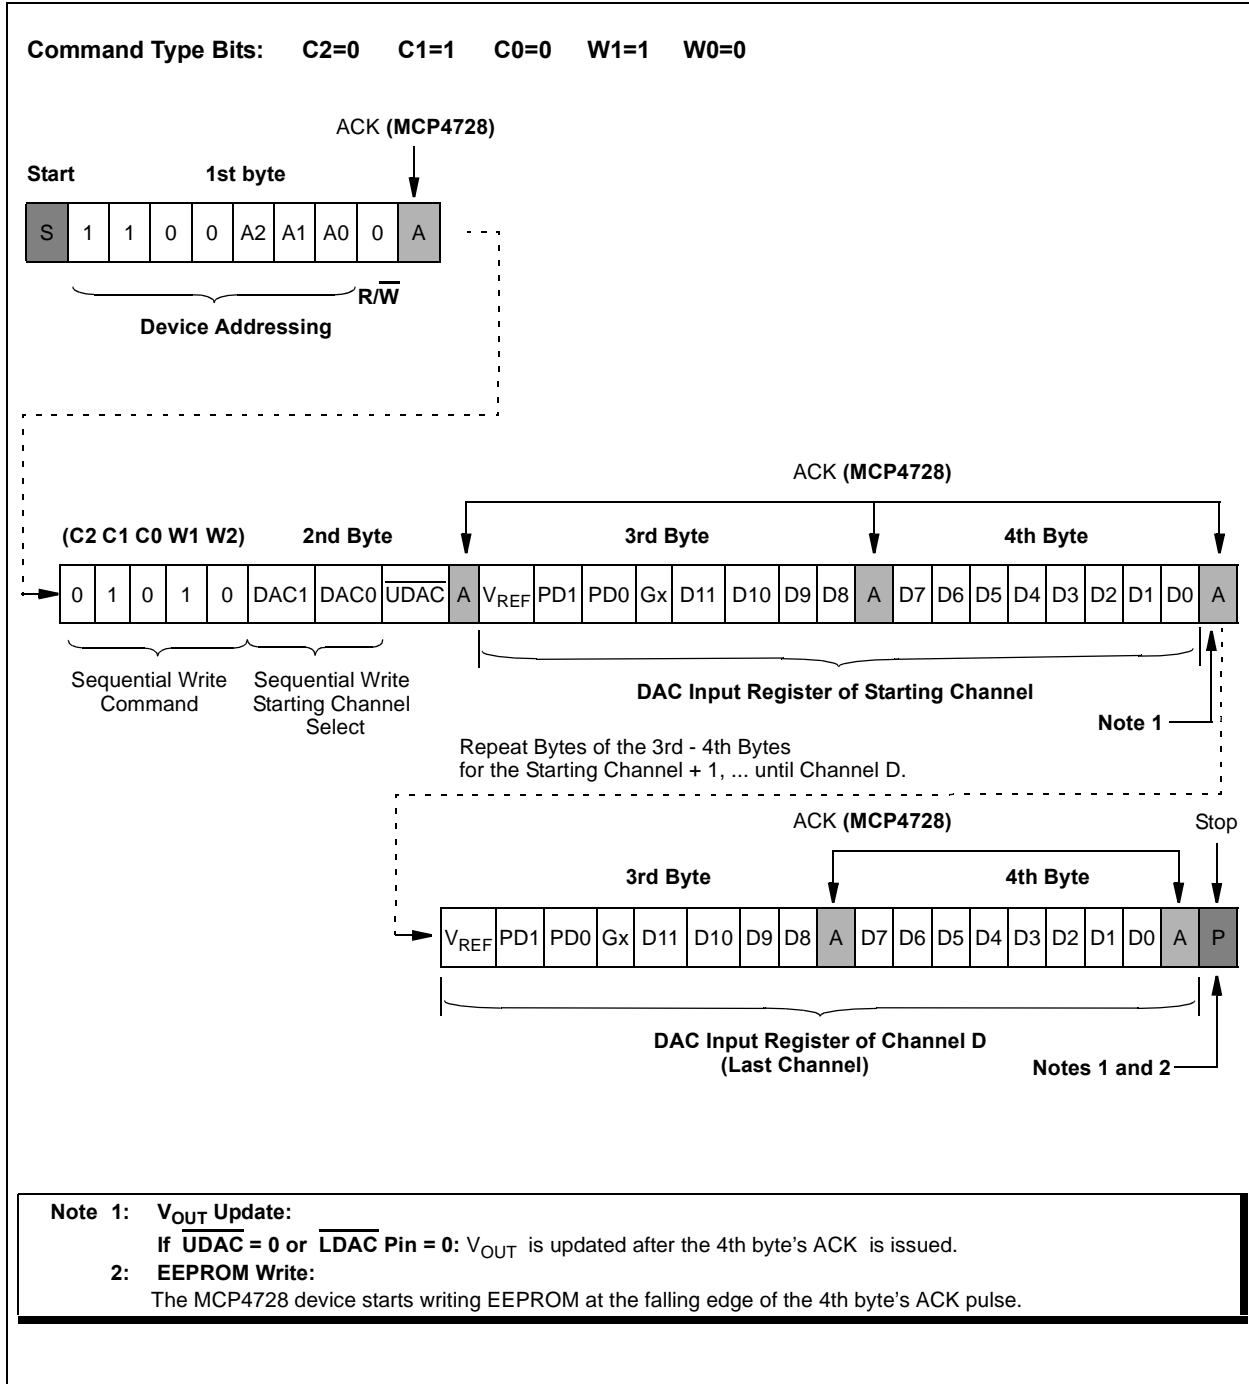 Command Type Bits: C2=0 C1=1 C0=0 W1=1 W0=0
ACK (MCP4728)
Start 1st byte
S 1 1 0 0 A2 A1 A0 0 A
R/W
Device Addressing
ACK (MCP4728)
(C2 C1 C0 W1 W2) 2nd Byte 3rd Byte 4th Byte
0 1 0 1 0 DAC1 DAC0 UDAC A VREF PD1 PD0 Gx D11 D10 D9 D8 A D7 D6 D5 D4 D3 D2 D1 D0 A
Sequential Write
Command
Sequential Write
Starting Channel
Select
DAC Input Register of Starting Channel
Note 1
Repeat Bytes of the 3rd - 4th Bytes
for the Starting Channel + 1, ... until Channel D.
ACK (MCP4728) Stop
3rd Byte 4th Byte
VREF PD1 PD0 Gx D11 D10 D9 D8 A D7 D6 D5 D4 D3 D2 D1 D0 A P
DAC Input Register of Channel D
(Last Channel)
Notes 1 and 2
Note 1: VOUT Update:
If UDAC = 0 or LDAC Pin = 0: VOUT is updated after the 4th byte's ACK is issued.
2: EEPROM Write:
The MCP4728 device starts writing EEPROM at the falling edge of the 4th byte's ACK pulse.